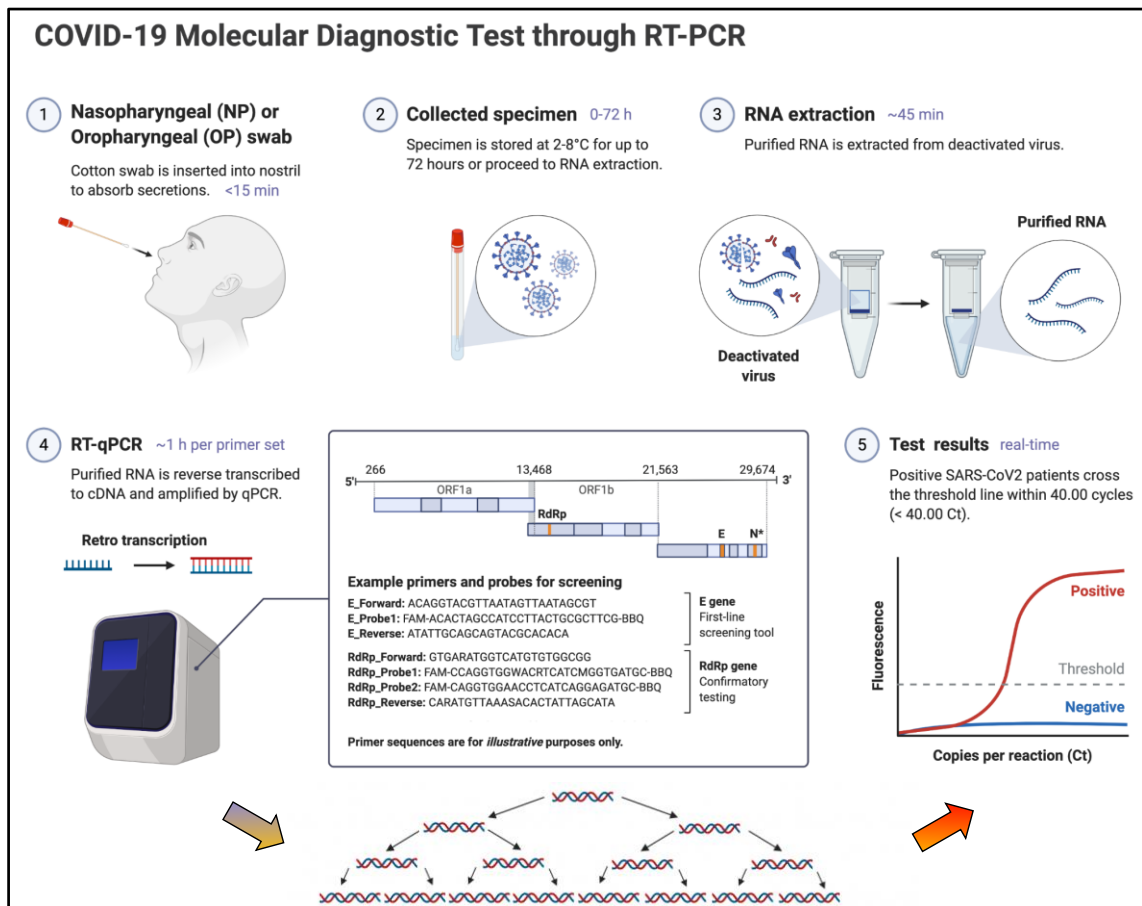 COVID-19 Molecular Diagnostic Test through RT-PCR
1
Nasopharyngeal (NP) or
Oropharyngeal (OP) swab
Cotton swab is inserted into nostril
to absorb secretions. <15 min
2
Collected specimen 0-72 h
Specimen is stored at 2-8°C for up to
72 hours or proceed to RNA extraction.
3
RNA extraction ~45 min
Purified RNA is extracted from deactivated virus.
Purified RNA
Deactivated
virus
4
RT-qPCR ~1 h per primer set
Purified RNA is reverse transcribed
to cDNA and amplified by qPCR.
Retro transcription
266 13,468 21,563 29,674
5' 3'
ORF1a ORF1b
RdRp
E N*
Example primers and probes for screening
E_Forward: ACAGGTACGTTAATAGTTAATAGCGT
E_Probe1: FAM-ACACTAGCCATCCTTACTGCGCTTCG-BBQ
E_Reverse: ATATTGCAGCAGTACGCACACA
E gene
First-line
screening tool
RdRp_Forward: GTGARATGGTCATGTGTGGCGG
RdRp_Probe1: FAM-CCAGGTGGWACRTCATCMGGTGATGC-BBQ
RdRp_Probe2: FAM-CAGGTGGAACCTCATCAGGAGATGC-BBQ
RdRp_Reverse: CARATGTTAAASACACTATTAGCATA
RdRp gene
Confirmatory
testing
Primer sequences are for illustrative purposes only.
5
Test results real-time
Positive SARS-CoV2 patients cross
the threshold line within 40.00 cycles
(< 40.00 Ct).
Fluorescence
Positive
Threshold
Negative
Copies per reaction (Ct)